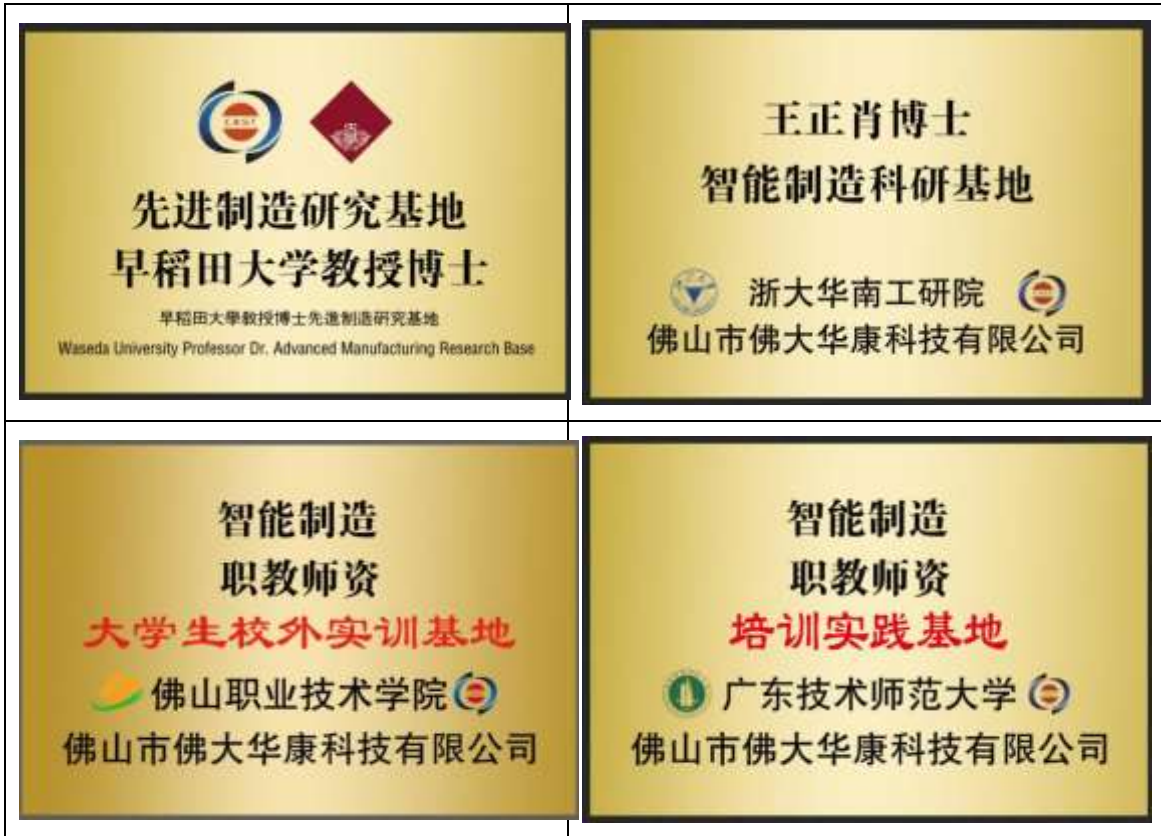 先进制造研究基地
早稻田大学教授博士
早稻田大學教授博士先進制造研究基地
Waseda University Professor Dr. Advanced Manufacturing Research Base
王正肖博士
智能制造科研基地
浙大华南工研院
佛山市佛大华康科技有限公司
智能制造
职教师资
大学生校外实训基地
佛山职业技术学院
佛山市佛大华康科技有限公司
智能制造
职教师资
培训实践基地
广东技术师范大学
佛山市佛大华康科技有限公司